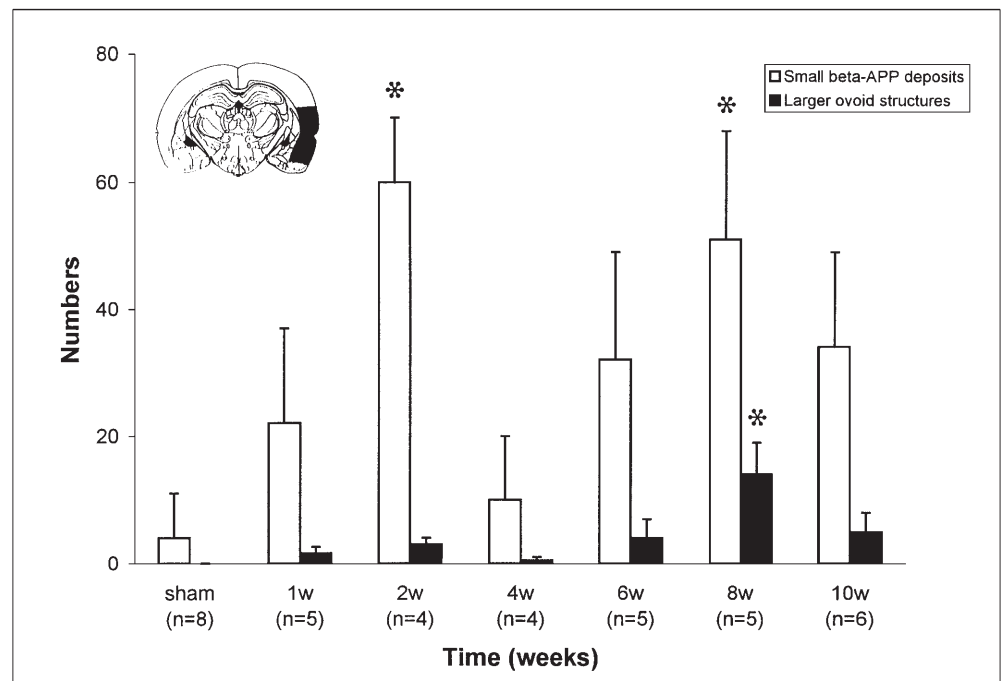 80
60
40
20
0
Numbers
Small beta-APP deposits
Larger ovoid structures
*
*
*
sham 1w 2w 4w 6w 8w 10w
(n=8) (n=5) (n=4) (n=4) (n=5) (n=5) (n=6)
Time (weeks)